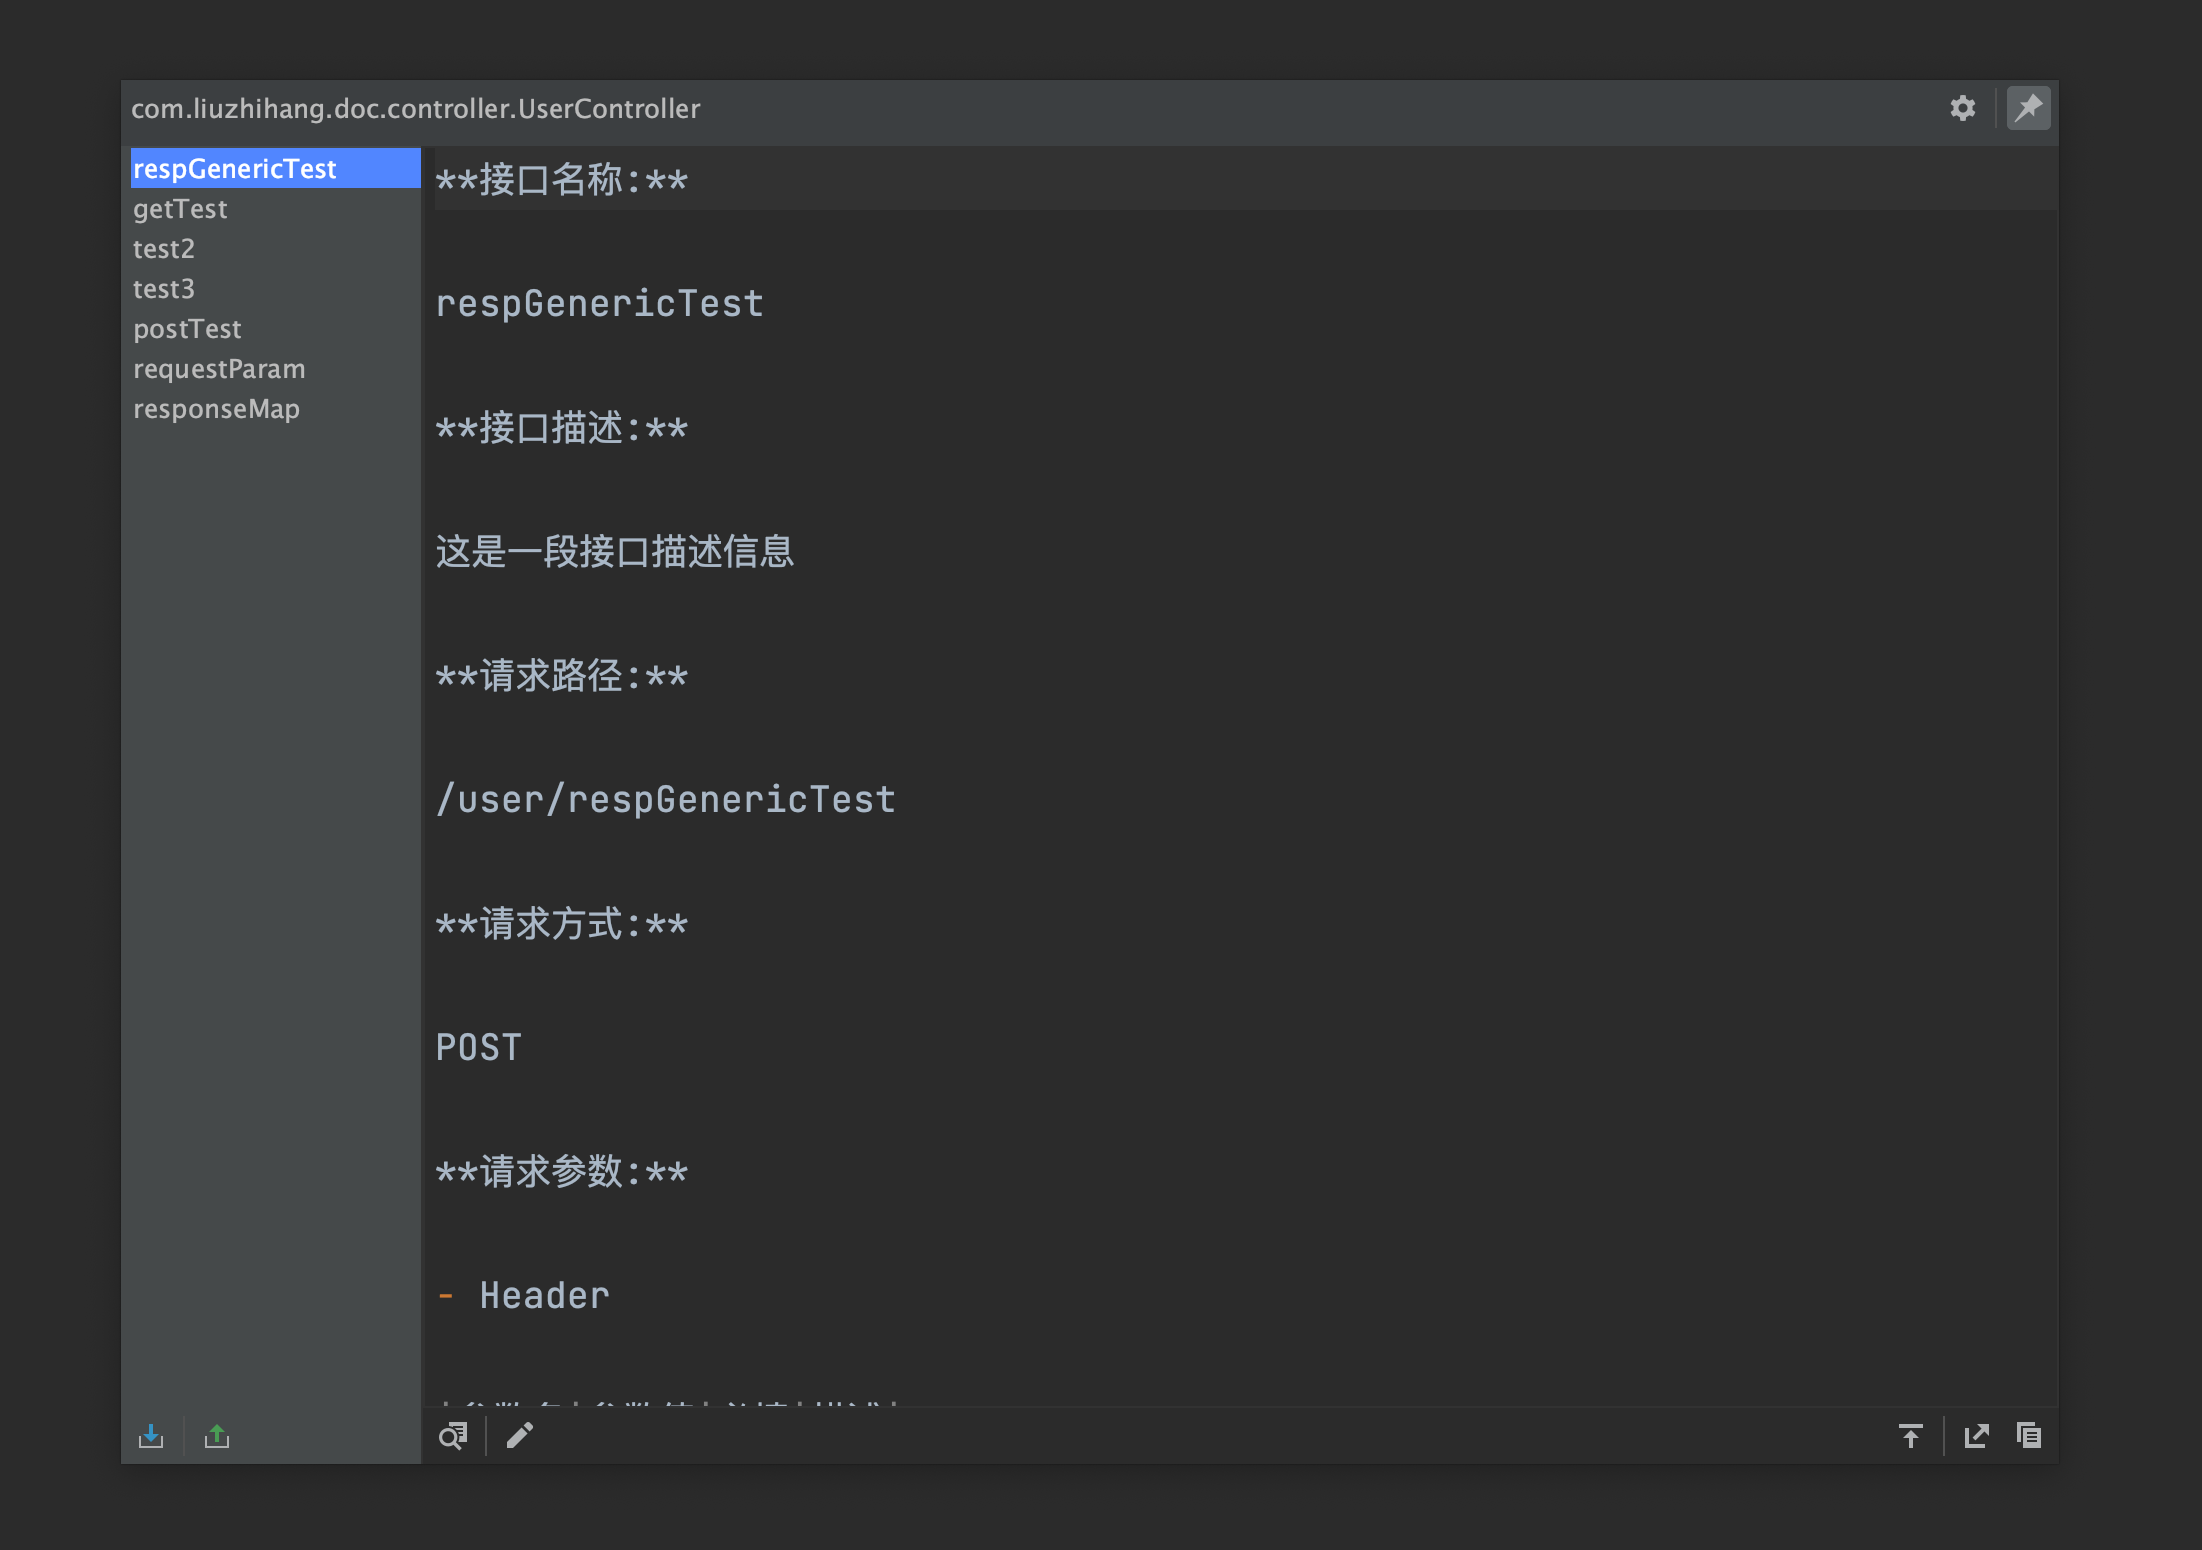 com.liuzhihang.doc.controller.UserController
respGenericTest
getTest
test2
test3
postTest
requestParam
responseMap
**接口名称:**
respGenericTest
**接口描述:**
这是一段接口描述信息
**请求路径:**
/user/respGenericTest
**请求方式:**
POST
**请求参数:**
- Header